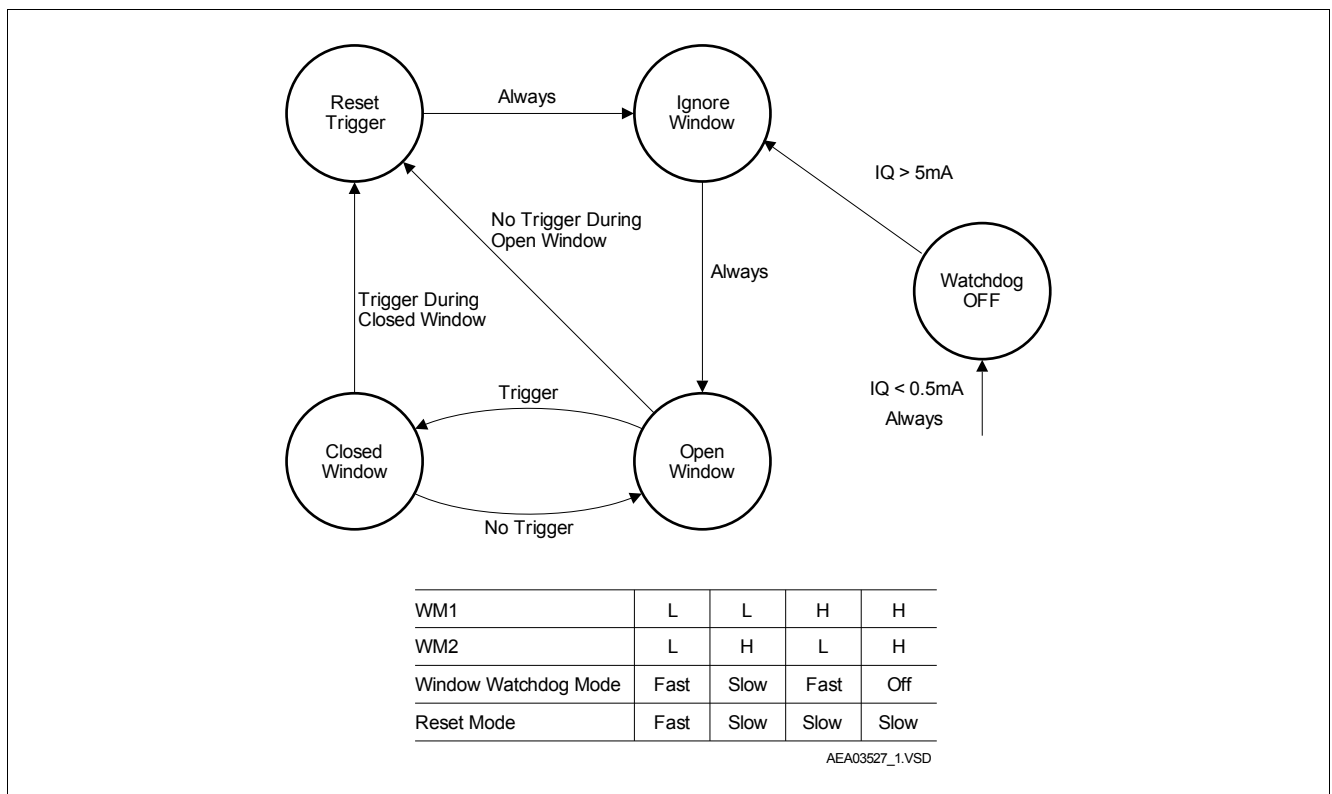 Reset
Trigger
Always
Ignore
Window
IQ > 5mA
No Trigger During
Open Window
Always
Watchdog
OFF
Trigger During
Closed Window
IQ < 0.5mA
Always
Trigger
Closed
Window
Open
Window
No Trigger
WM1 L L H H
WM2 L H L H
Window Watchdog Mode Fast Slow Fast Off
Reset Mode Fast Slow Slow Slow
AEA03527_1.VSD